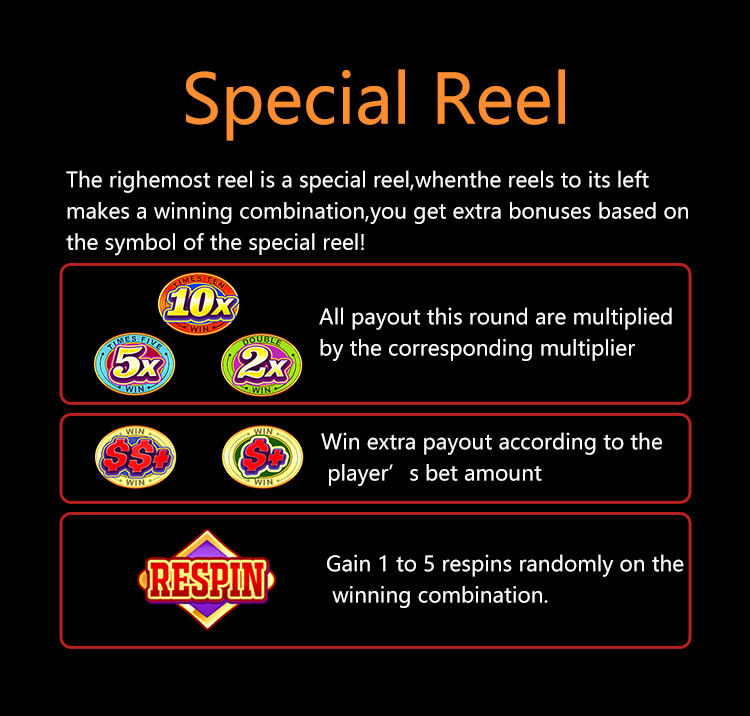 Special Reel
The righemost reel is a special reel,whenthe reels to its left
makes a winning combination,you get extra bonuses based on
the symbol of the special reel!
TIMES TEN
10X
WIN
TIMES FIVE
5X
WIN
DOUBLE
2X
WIN
All payout this round are multiplied
by the corresponding multiplier
WIN
$$+
WIN
WIN
$+
WIN
Win extra payout according to the
player’s bet amount
RESPIN
Gain 1 to 5 respins randomly on the
winning combination.